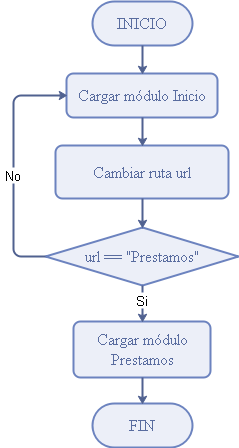 INICIO
Cargar módulo Inicio
Cambiar ruta url
url == "Prestamos"
No
Si
Cargar módulo
Prestamos
FIN